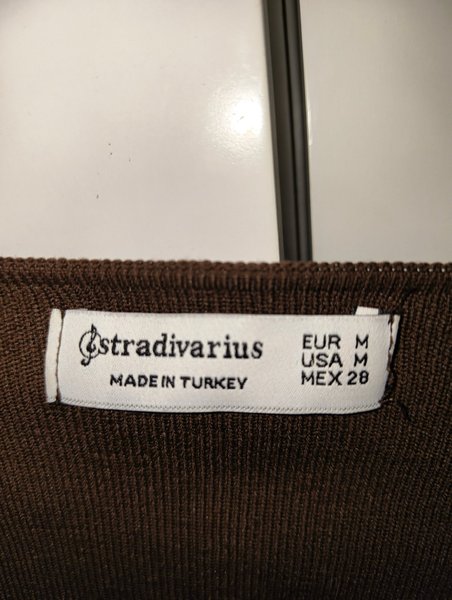 stradivarius
MADE IN TURKEY
EUR M
USA M
MEX 28